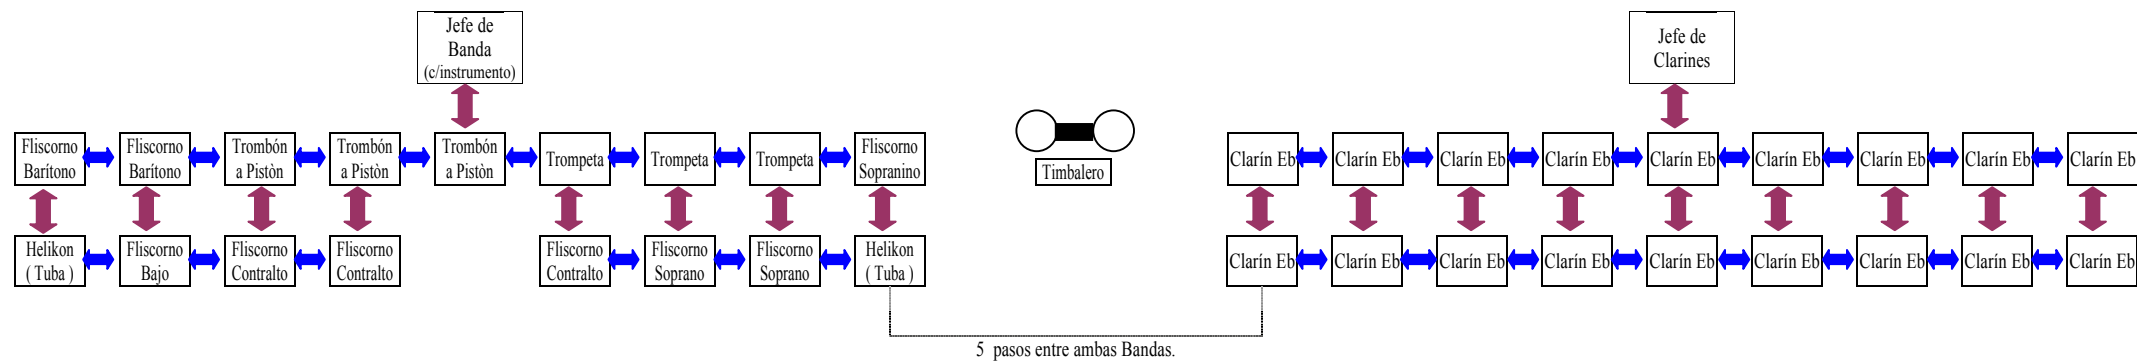 Jefe de
Banda
(c/instrumento)
Jefe de
Clarines
Fliscorno
Barítono
Fliscorno
Barítono
Trombón
a Pistòn
Trombón
a Pistòn
Trombón
a Pistòn
Trompeta
Trompeta
Trompeta
Fliscorno
Sopranino
Timbalero
Clarín Eb
Clarín Eb
Clarín Eb
Clarín Eb
Clarín Eb
Clarín Eb
Clarín Eb
Clarín Eb
Clarín Eb
Helikon
( Tuba )
Fliscorno
Bajo
Fliscorno
Contralto
Fliscorno
Contralto
Fliscorno
Contralto
Fliscorno
Soprano
Fliscorno
Soprano
Helikon
( Tuba )
Clarín Eb
Clarín Eb
Clarín Eb
Clarín Eb
Clarín Eb
Clarín Eb
Clarín Eb
Clarín Eb
Clarín Eb
5 pasos entre ambas Bandas.